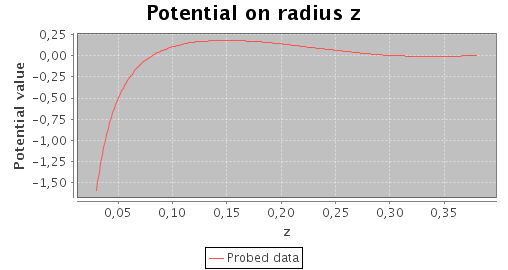 Potential on radius z
Potential value
0,25
0,00
-0,25
-0,50
-0,75
-1,00
-1,25
-1,50
0,05 0,10 0,15 0,20 0,25 0,30 0,35
z
Probed data